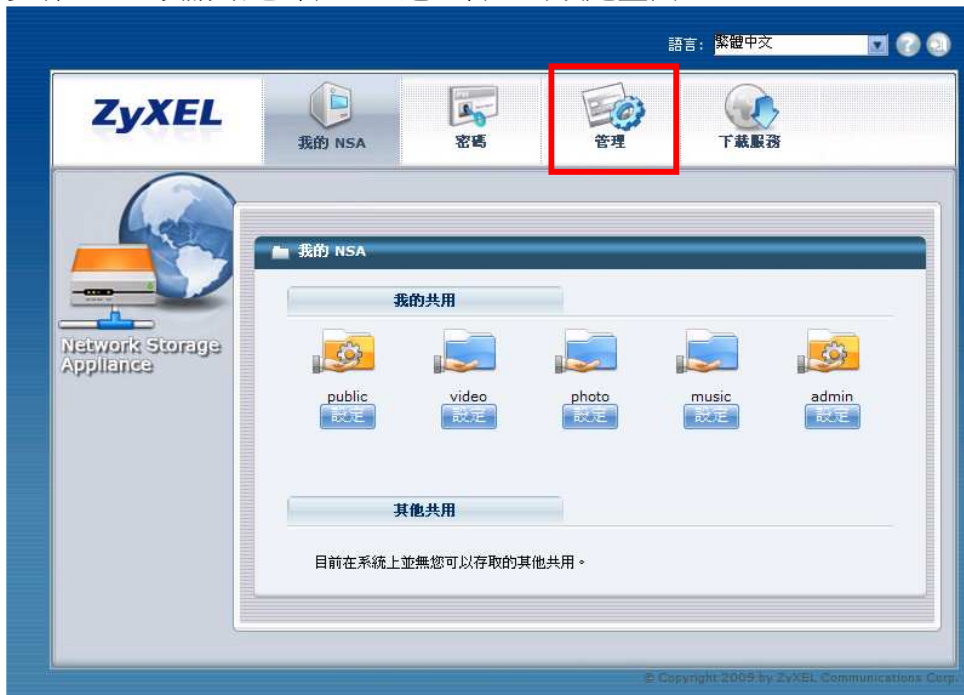 語言: 繁體中文
ZyXEL
我的 NSA
密碼
管理
下載服務
Network Storage
Appliance
我的 NSA
我的共用
public
video
photo
music
admin
設定
設定
設定
設定
設定
其他共用
目前在系統上並無您可以存取的其他共用。
© Copyright 2009 by ZyXEL Communications Corp.